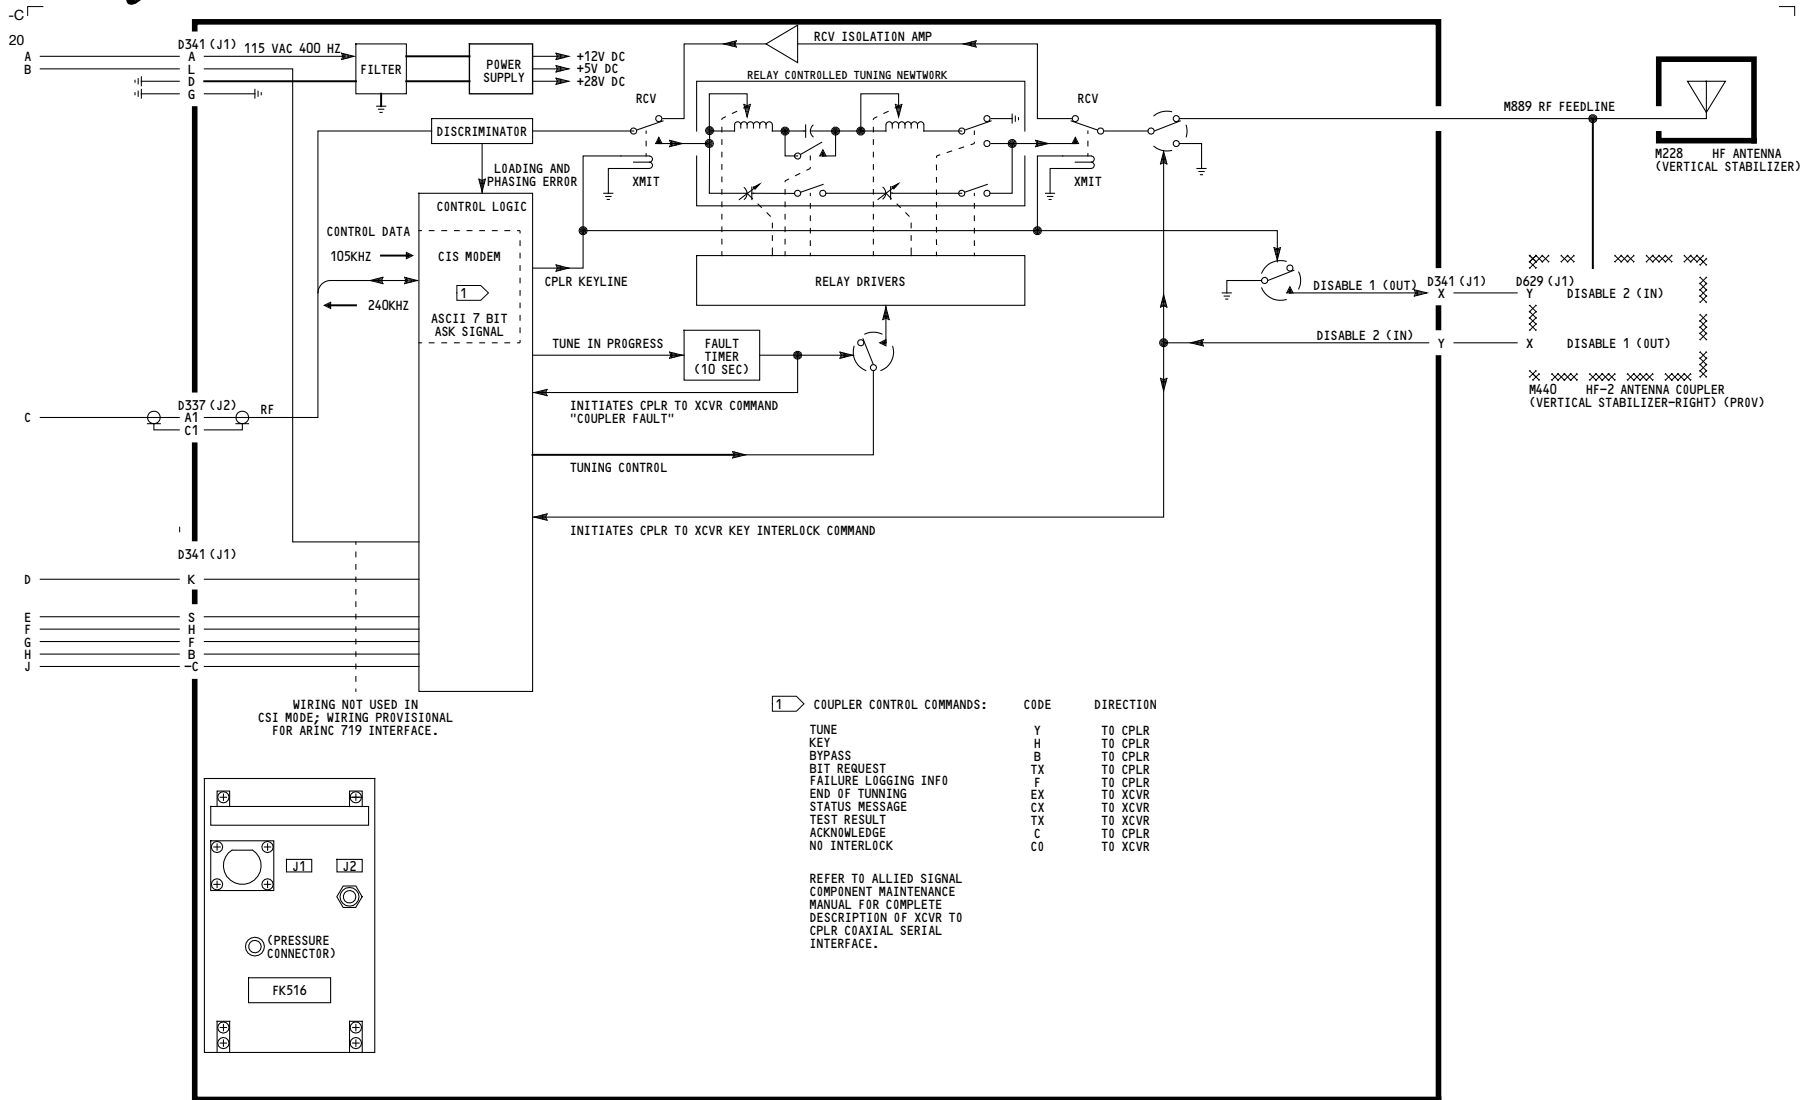 -C
20
A
B
D341 (J1)
A
L
D
G
115 VAC 400 HZ
FILTER
POWER
SUPPLY
+12V DC
+5V DC
+28V DC
RCV ISOLATION AMP
RELAY CONTROLLED TUNING NEWTWORK
RCV
RCV
DISCRIMINATOR
LOADING AND
PHASING ERROR
XMIT
XMIT
M889 RF FEEDLINE
M228 HF ANTENNA
(VERTICAL STABILIZER)
CONTROL LOGIC
CONTROL DATA
105KHZ
240KHZ
CIS MODEM
1
ASCII 7 BIT
ASK SIGNAL
CPLR KEYLINE
RELAY DRIVERS
TUNE IN PROGRESS
FAULT
TIMER
(10 SEC)
INITIATES CPLR TO XCVR COMMAND
"COUPLER FAULT"
TUNING CONTROL
INITIATES CPLR TO XCVR KEY INTERLOCK COMMAND
DISABLE 1 (OUT)
D341 (J1)
X
D629 (J1)
Y
DISABLE 2 (IN)
DISABLE 2 (IN)
Y
X
DISABLE 1 (OUT)
M440 HF-2 ANTENNA COUPLER
(VERTICAL STABILIZER-RIGHT) (PROV)
C
D337 (J2)
A1
C1
RF
D341 (J1)
D
K
E
S
F
H
G
F
H
B
J
-C
WIRING NOT USED IN
CSI MODE; WIRING PROVISIONAL
FOR ARINC 719 INTERFACE.
1 COUPLER CONTROL COMMANDS: CODE DIRECTION
TUNE Y TO CPLR
KEY H TO CPLR
BYPASS B TO CPLR
BIT REQUEST TX TO CPLR
FAILURE LOGGING INFO F TO CPLR
END OF TUNNING EX TO XCVR
STATUS MESSAGE CX TO XCVR
TEST RESULT TX TO XCVR
ACKNOWLEDGE C TO CPLR
NO INTERLOCK CO TO XCVR
REFER TO ALLIED SIGNAL
COMPONENT MAINTENANCE
MANUAL FOR COMPLETE
DESCRIPTION OF XCVR TO
CPLR COAXIAL SERIAL
INTERFACE.
J1
J2
(PRESSURE
CONNECTOR)
FK516